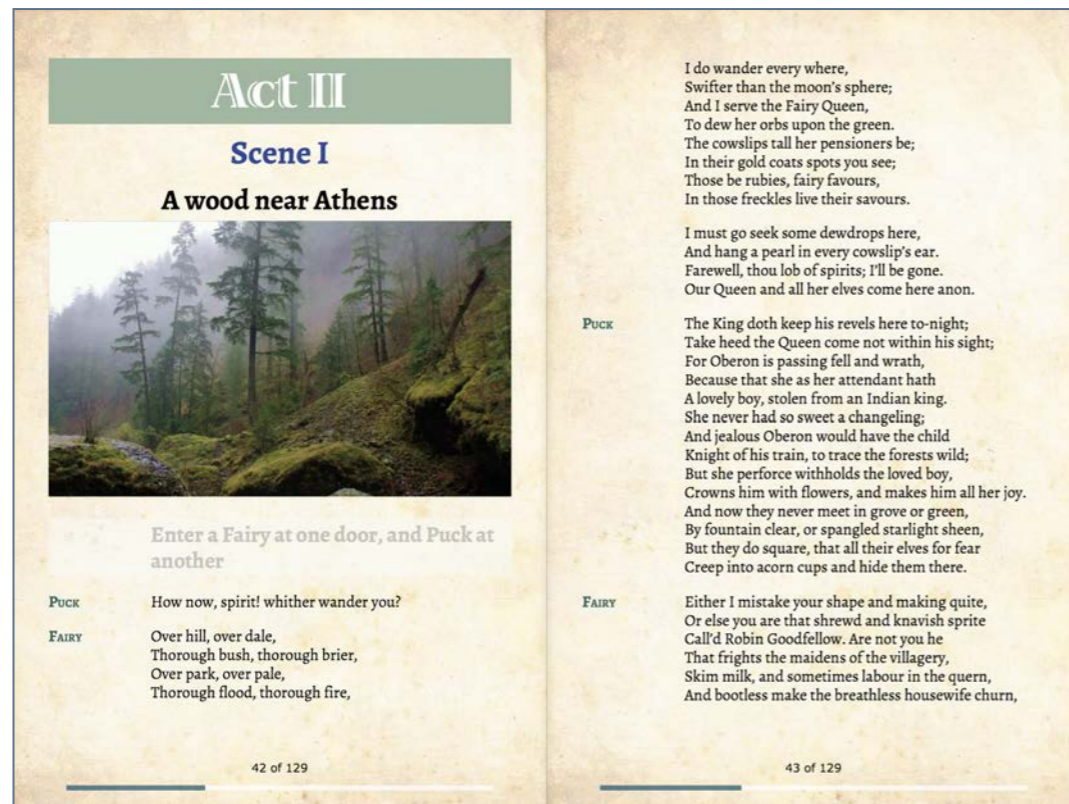 Act II
Scene I
A wood near Athens
Enter a Fairy at one door, and Puck at
another
Puck How now, spirit! whither wander you?
Fairy Over hill, over dale,
Thorough bush, thorough brier,
Over park, over pale,
Thorough flood, thorough fire,
42 of 129
I do wander every where,
Swifter than the moon's sphere;
And I serve the Fairy Queen,
To dew her orbs upon the green.
The cowslips tall her pensioners be;
In their gold coats spots you see;
Those be rubies, fairy favours,
In those freckles live their savours.
I must go seek some dewdrops here,
And hang a pearl in every cowslip's ear.
Farewell, thou lob of spirits; I'll be gone.
Our Queen and all her elves come here anon.
Puck The King doth keep his revels here to-night;
Take heed the Queen come not within his sight;
For Oberon is passing fell and wrath,
Because that she as her attendant hath
A lovely boy, stolen from an Indian king.
She never had so sweet a changeling;
And jealous Oberon would have the child
Knight of his train, to trace the forests wild;
But she perforce withholds the loved boy,
Crowns him with flowers, and makes him all her joy.
And now they never meet in grove or green,
By fountain clear, or spangled starlight sheen,
But they do square, that all their elves for fear
Creep into acorn cups and hide them there.
Fairy Either I mistake your shape and making quite,
Or else you are that shrewd and knavish sprite
Call'd Robin Goodfellow. Are not you he
That frights the maidens of the villagery,
Skim milk, and sometimes labour in the quern,
And bootless make the breathless housewife churn,
43 of 129